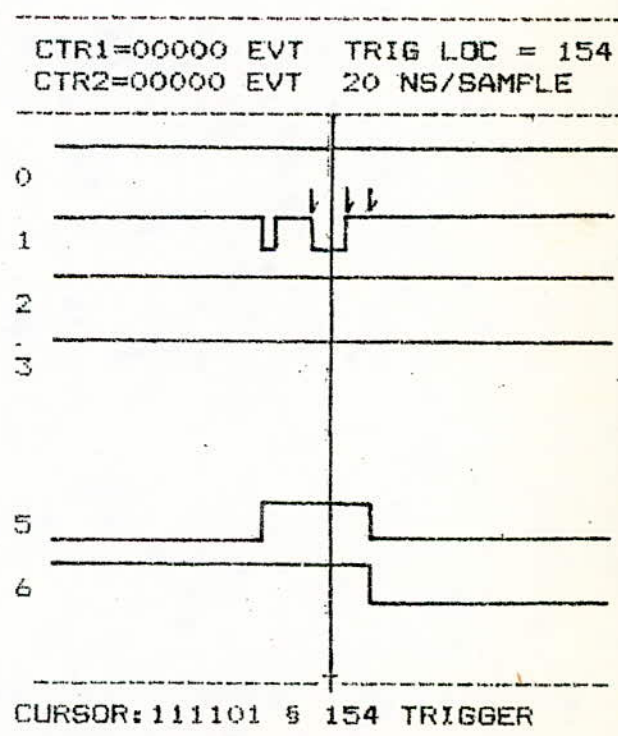 CTR1=00000 EVT TRIG LOC = 154
CTR2=00000 EVT 20 NS/SAMPLE
0
1
2
3
5
6
T
CURSOR: 111101 § 154 TRIGGER